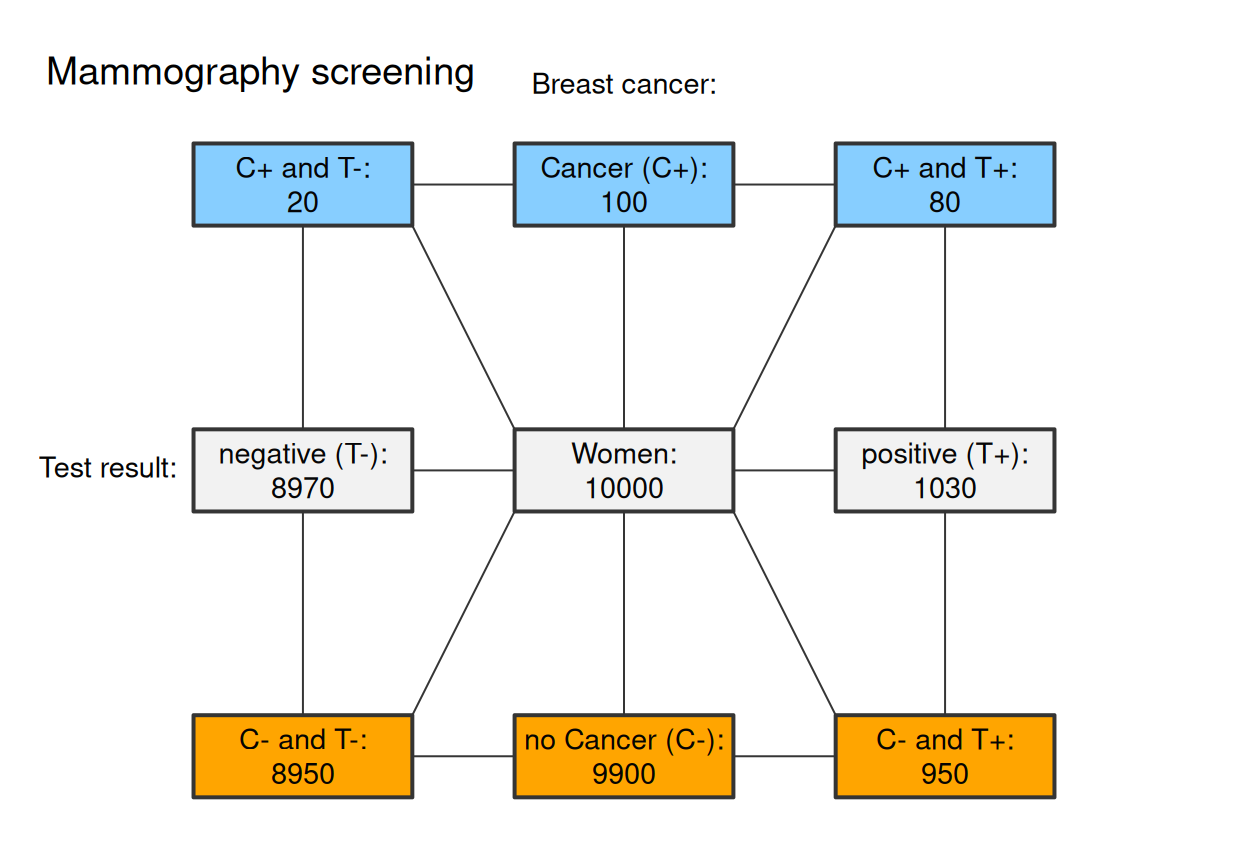 Mammography screening
Breast cancer:
C+ and T-:
20
Cancer (C+):
100
C+ and T+:
80
Test result:
negative (T-):
8970
Women:
10000
positive (T+):
1030
C- and T-:
8950
no Cancer (C-):
9900
C- and T+:
950